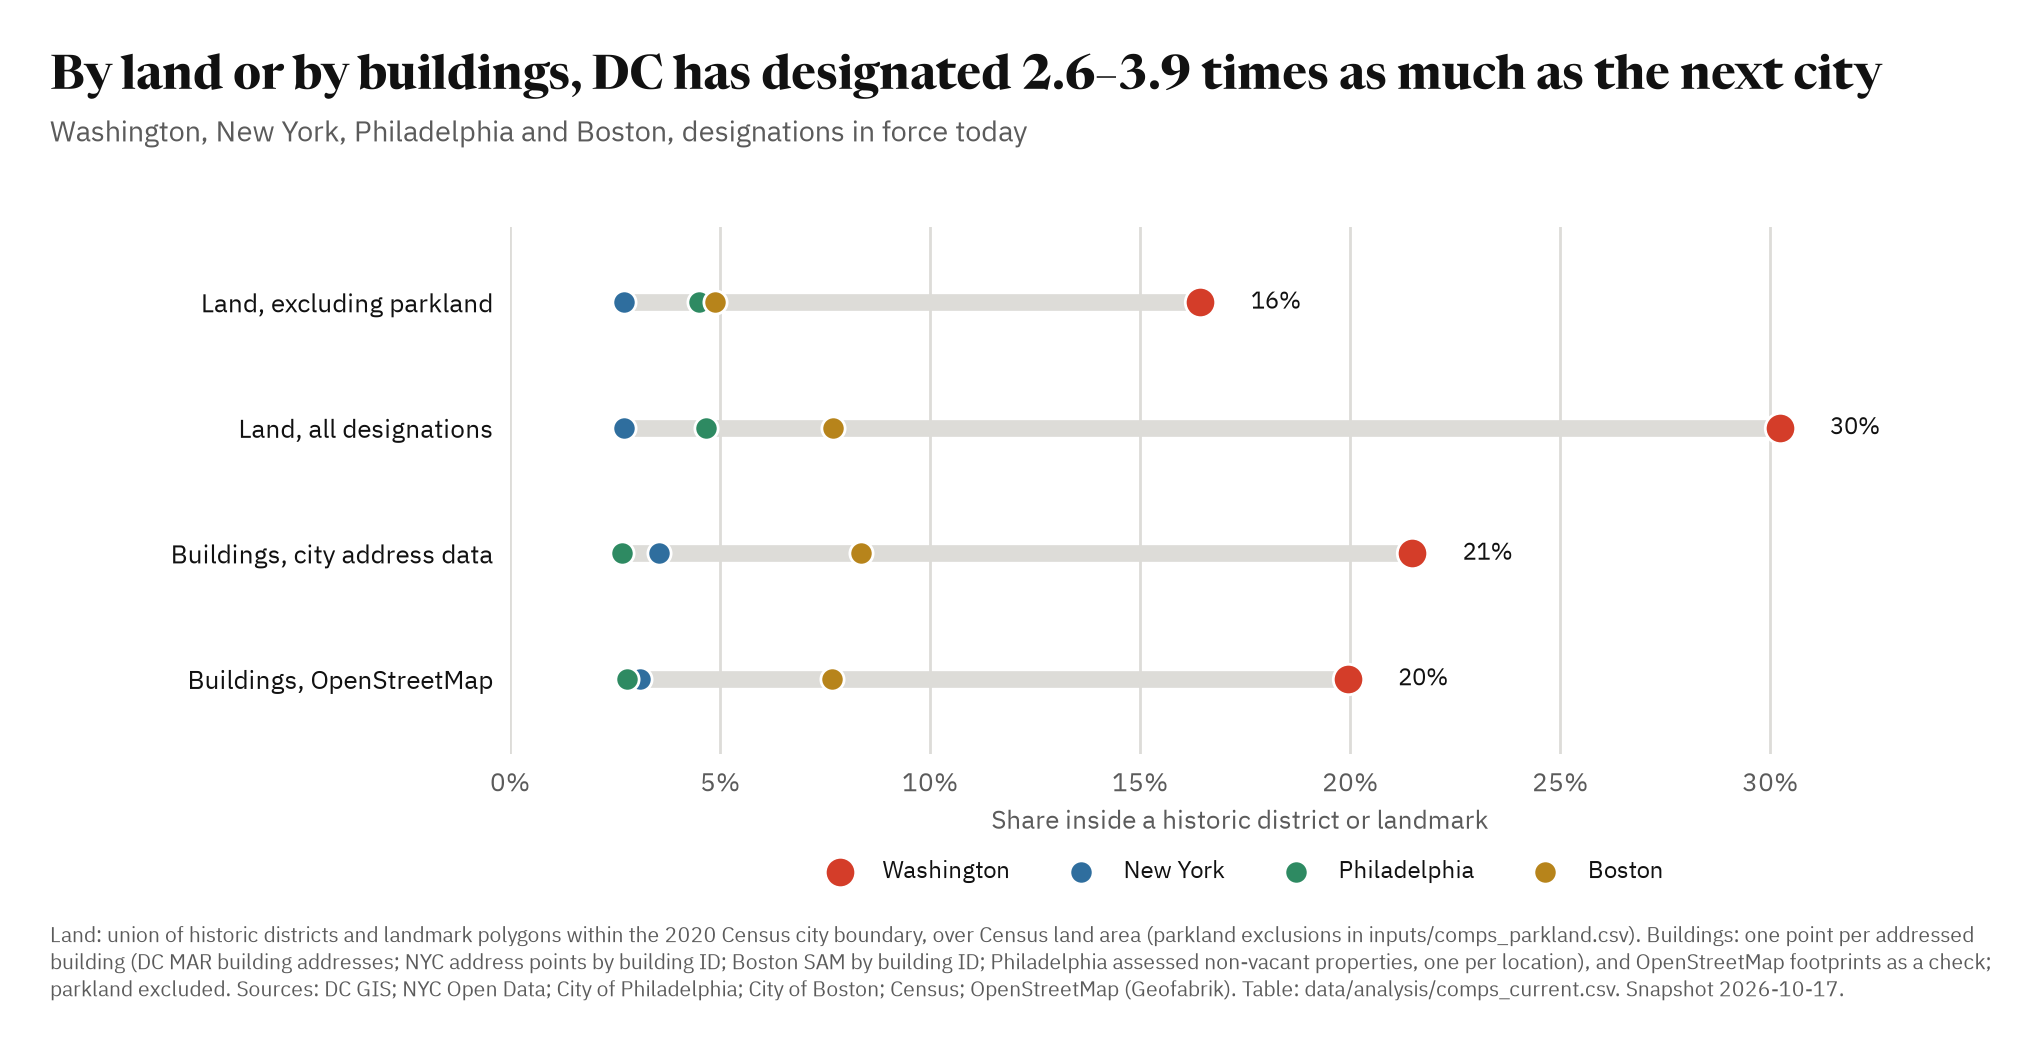 By land or by buildings, DC has designated 2.6–3.9 times as much as the next city
Washington, New York, Philadelphia and Boston, designations in force today
Land, excluding parkland
16%
Land, all designations
30%
Buildings, city address data
21%
Buildings, OpenStreetMap
20%
0% 5% 10% 15% 20% 25% 30%
Share inside a historic district or landmark
Washington New York Philadelphia Boston
Land: union of historic districts and landmark polygons within the 2020 Census city boundary, over Census land area (parkland exclusions in inputs/comps_parkland.csv). Buildings: one point per addressed
building (DC MAR building addresses; NYC address points by building ID; Boston SAM by building ID; Philadelphia assessed non-vacant properties, one per location), and OpenStreetMap footprints as a check;
parkland excluded. Sources: DC GIS; NYC Open Data; City of Philadelphia; City of Boston; Census; OpenStreetMap (Geofabrik). Table: data/analysis/comps_current.csv. Snapshot 2026-10-17.